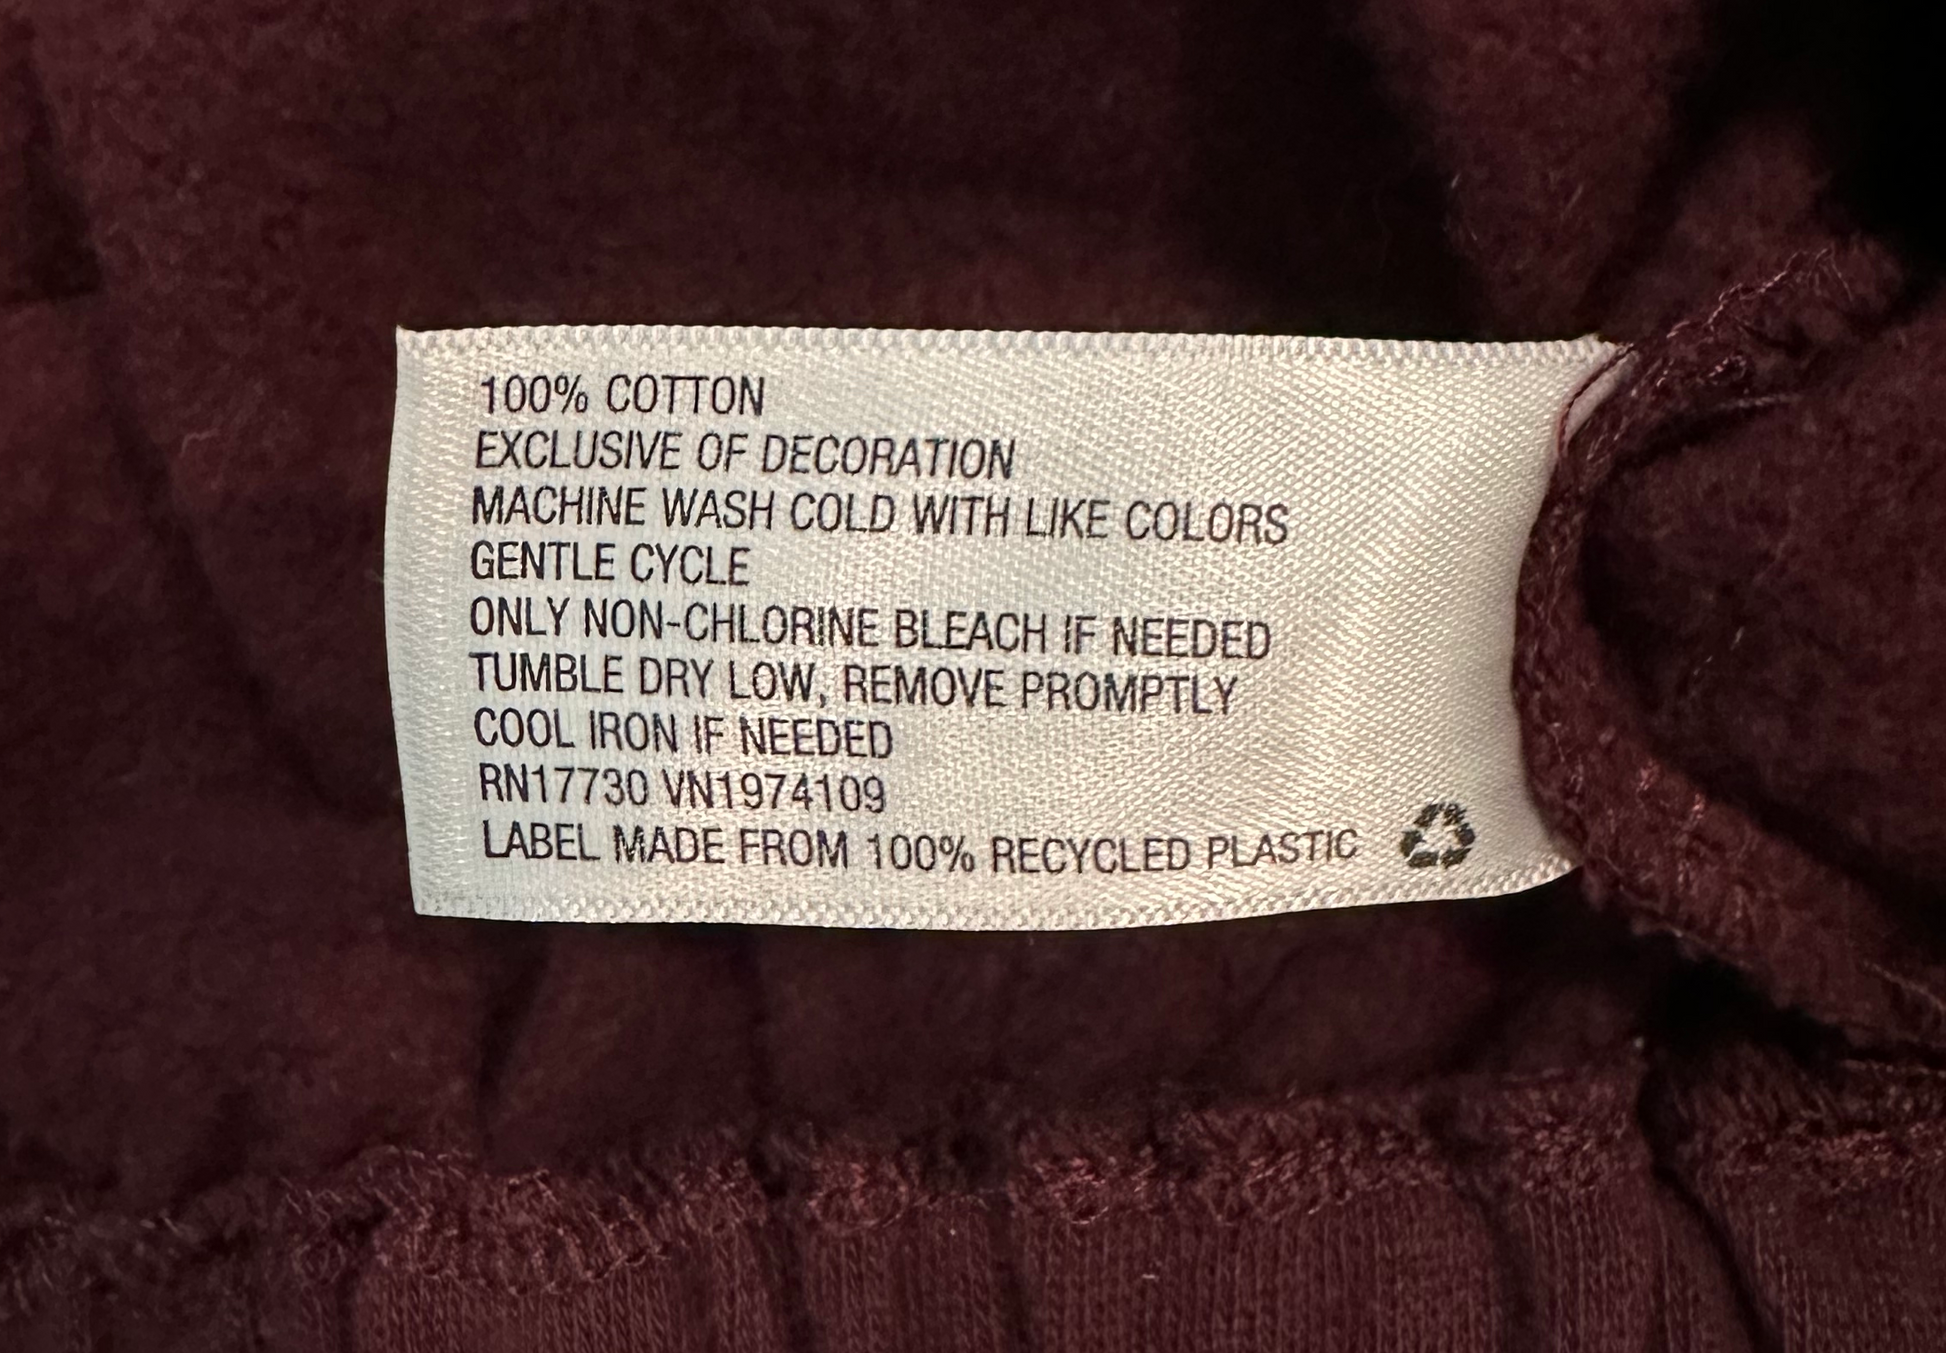 100% COTTON
EXCLUSIVE OF DECORATION
MACHINE WASH COLD WITH LIKE COLORS
GENTLE CYCLE
ONLY NON-CHLORINE BLEACH IF NEEDED
TUMBLE DRY LOW, REMOVE PROMPTLY
COOL IRON IF NEEDED
RN17730 VN1974109
LABEL MADE FROM 100% RECYCLED PLASTIC